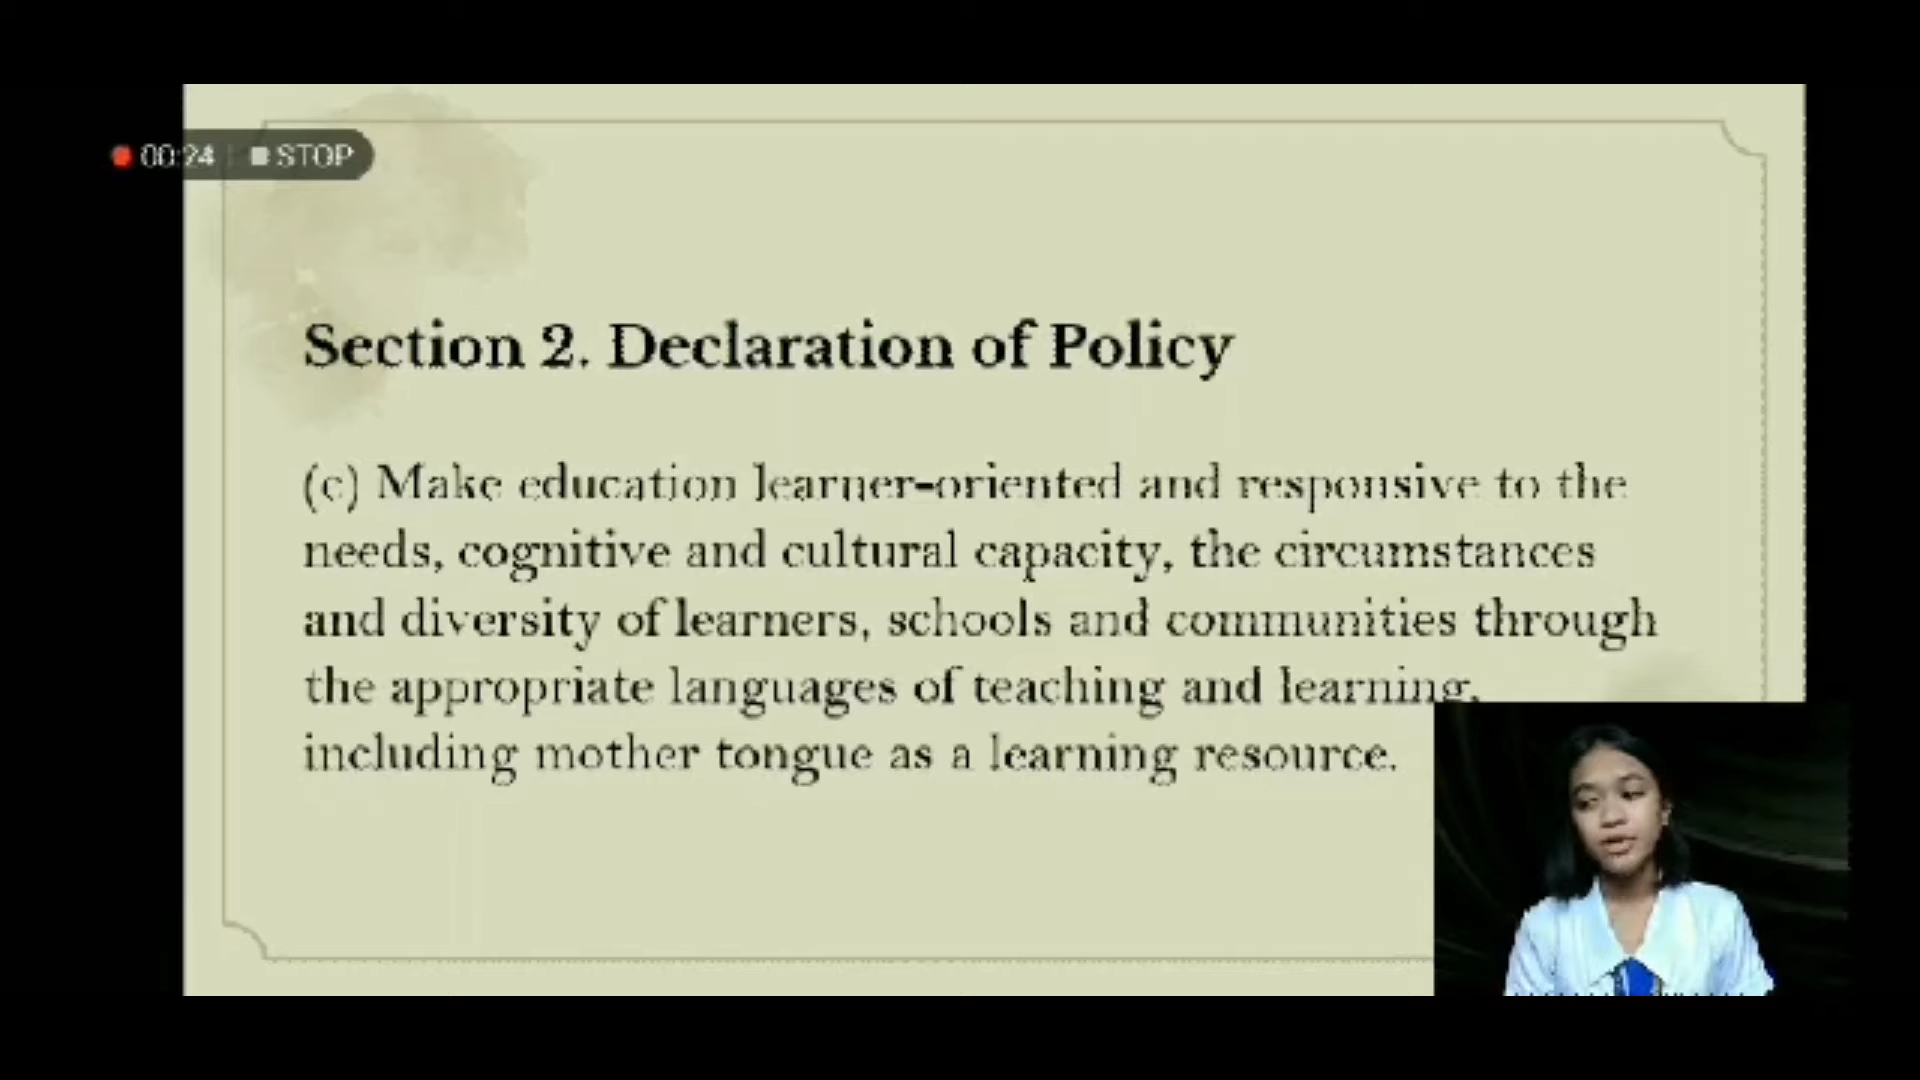 00:24 STOP
Section 2. Declaration of Policy
(c) Make education learner-oriented and responsive to the
needs, cognitive and cultural capacity, the circumstances
and diversity of learners, schools and communities through
the appropriate languages of teaching and learning,
including mother tongue as a learning resource.